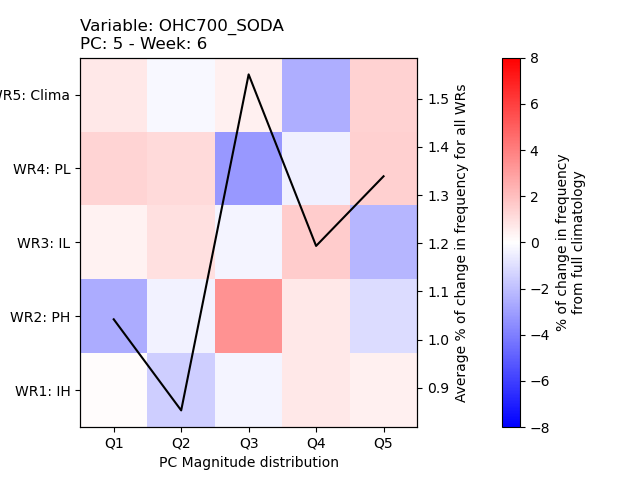 Variable: OHC700_SODA
PC: 5 - Week: 6
WR5: Clima
WR4: PL
WR3: IL
WR2: PH
WR1: IH
Q1 Q2 Q3 Q4 Q5
PC Magnitude distribution
1.5
1.4
1.3
1.2
1.1
1.0
0.9
Average % of change in frequency for all WRs
8
6
4
2
0
−2
−4
−6
−8
% of change in frequency
from full climatology